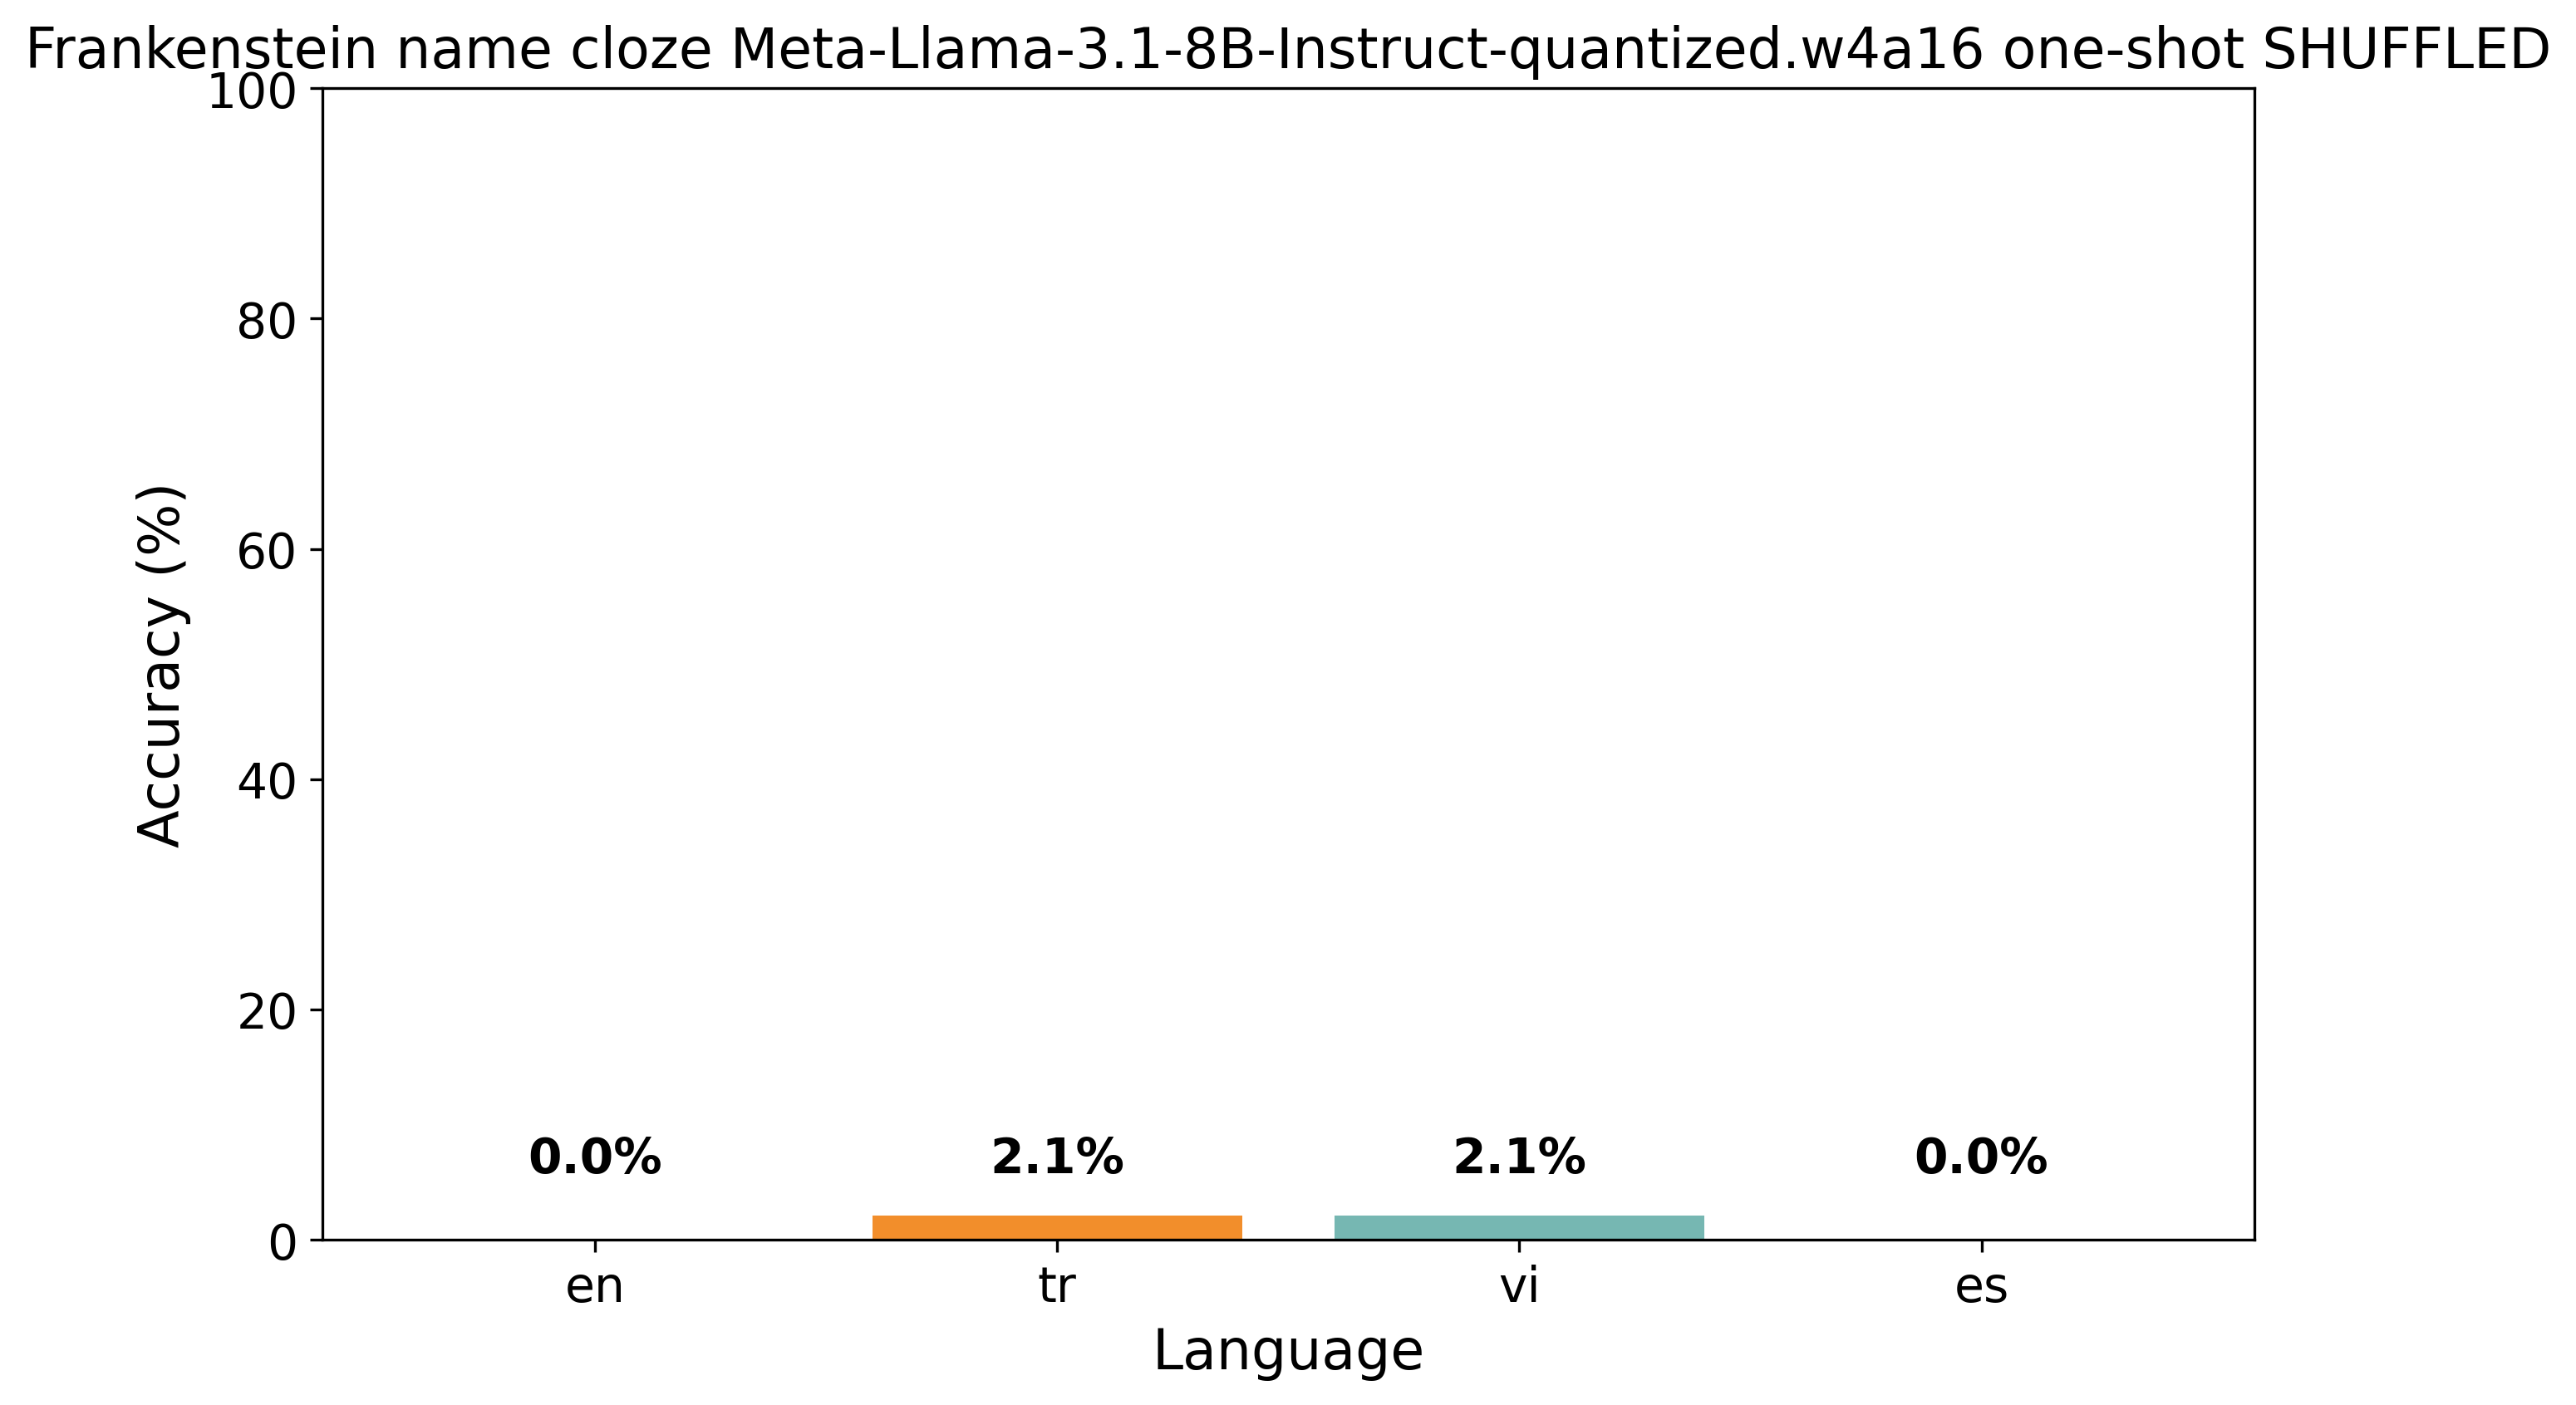 Frankenstein name cloze Meta-Llama-3.1-8B-Instruct-quantized.w4a16 one-shot SHUFFLED
100
80
60
40
20
0
Accuracy (%)
0.0%
2.1%
2.1%
0.0%
en
tr
vi
es
Language